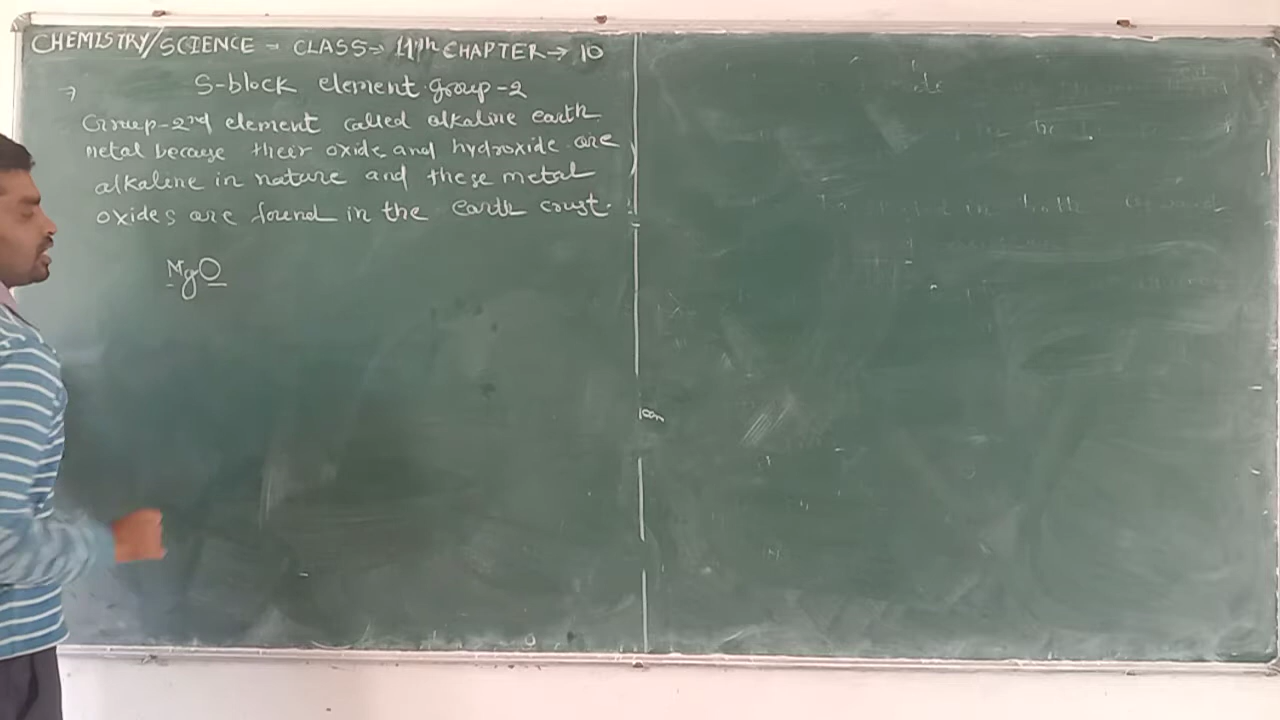 CHEMISTRY/SCIENCE - CLASS→ 11th CHAPTER → 10
S-block element group-2
→ Group-2nd element called alkaline earth
Metal because theer oxide and hydroxide are
alkaline in nature and these metal
oxides are found in the earth crust.
MgO